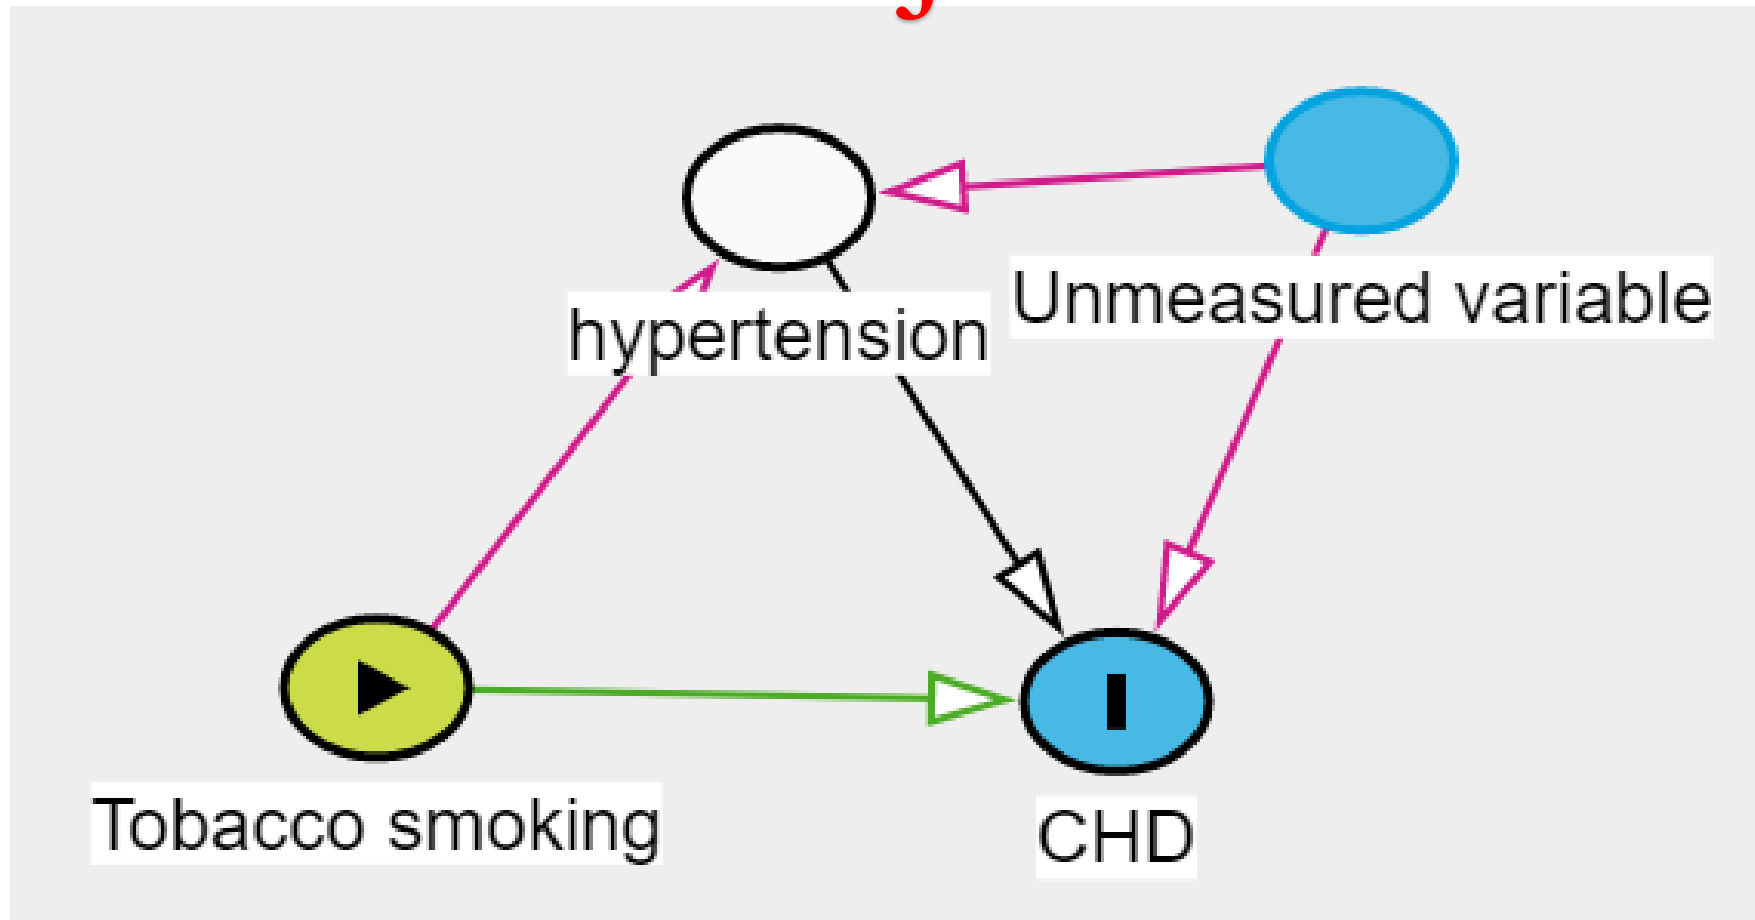 hypertension
Unmeasured variable
Tobacco smoking
CHD